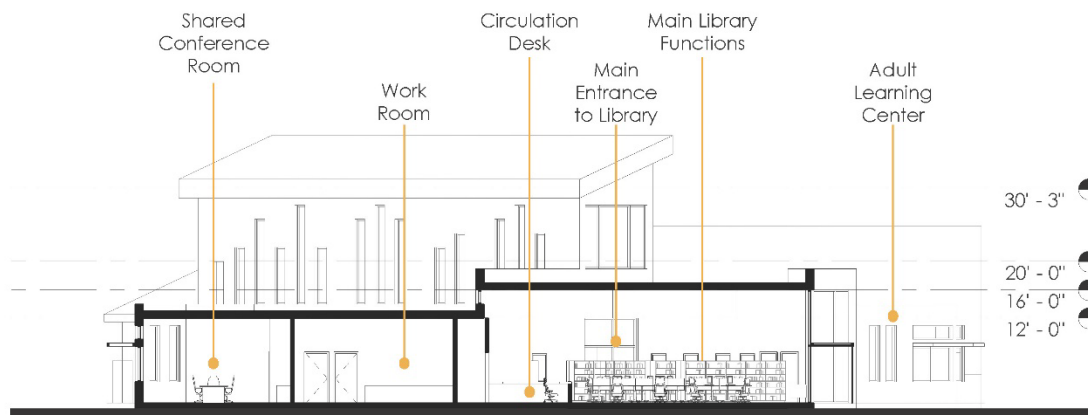 Shared
Conference
Room
Work
Room
Circulation
Desk
Main
Entrance
to Library
Main Library
Functions
Adult
Learning
Center
30' - 3"
20' - 0"
16' - 0"
12' - 0"